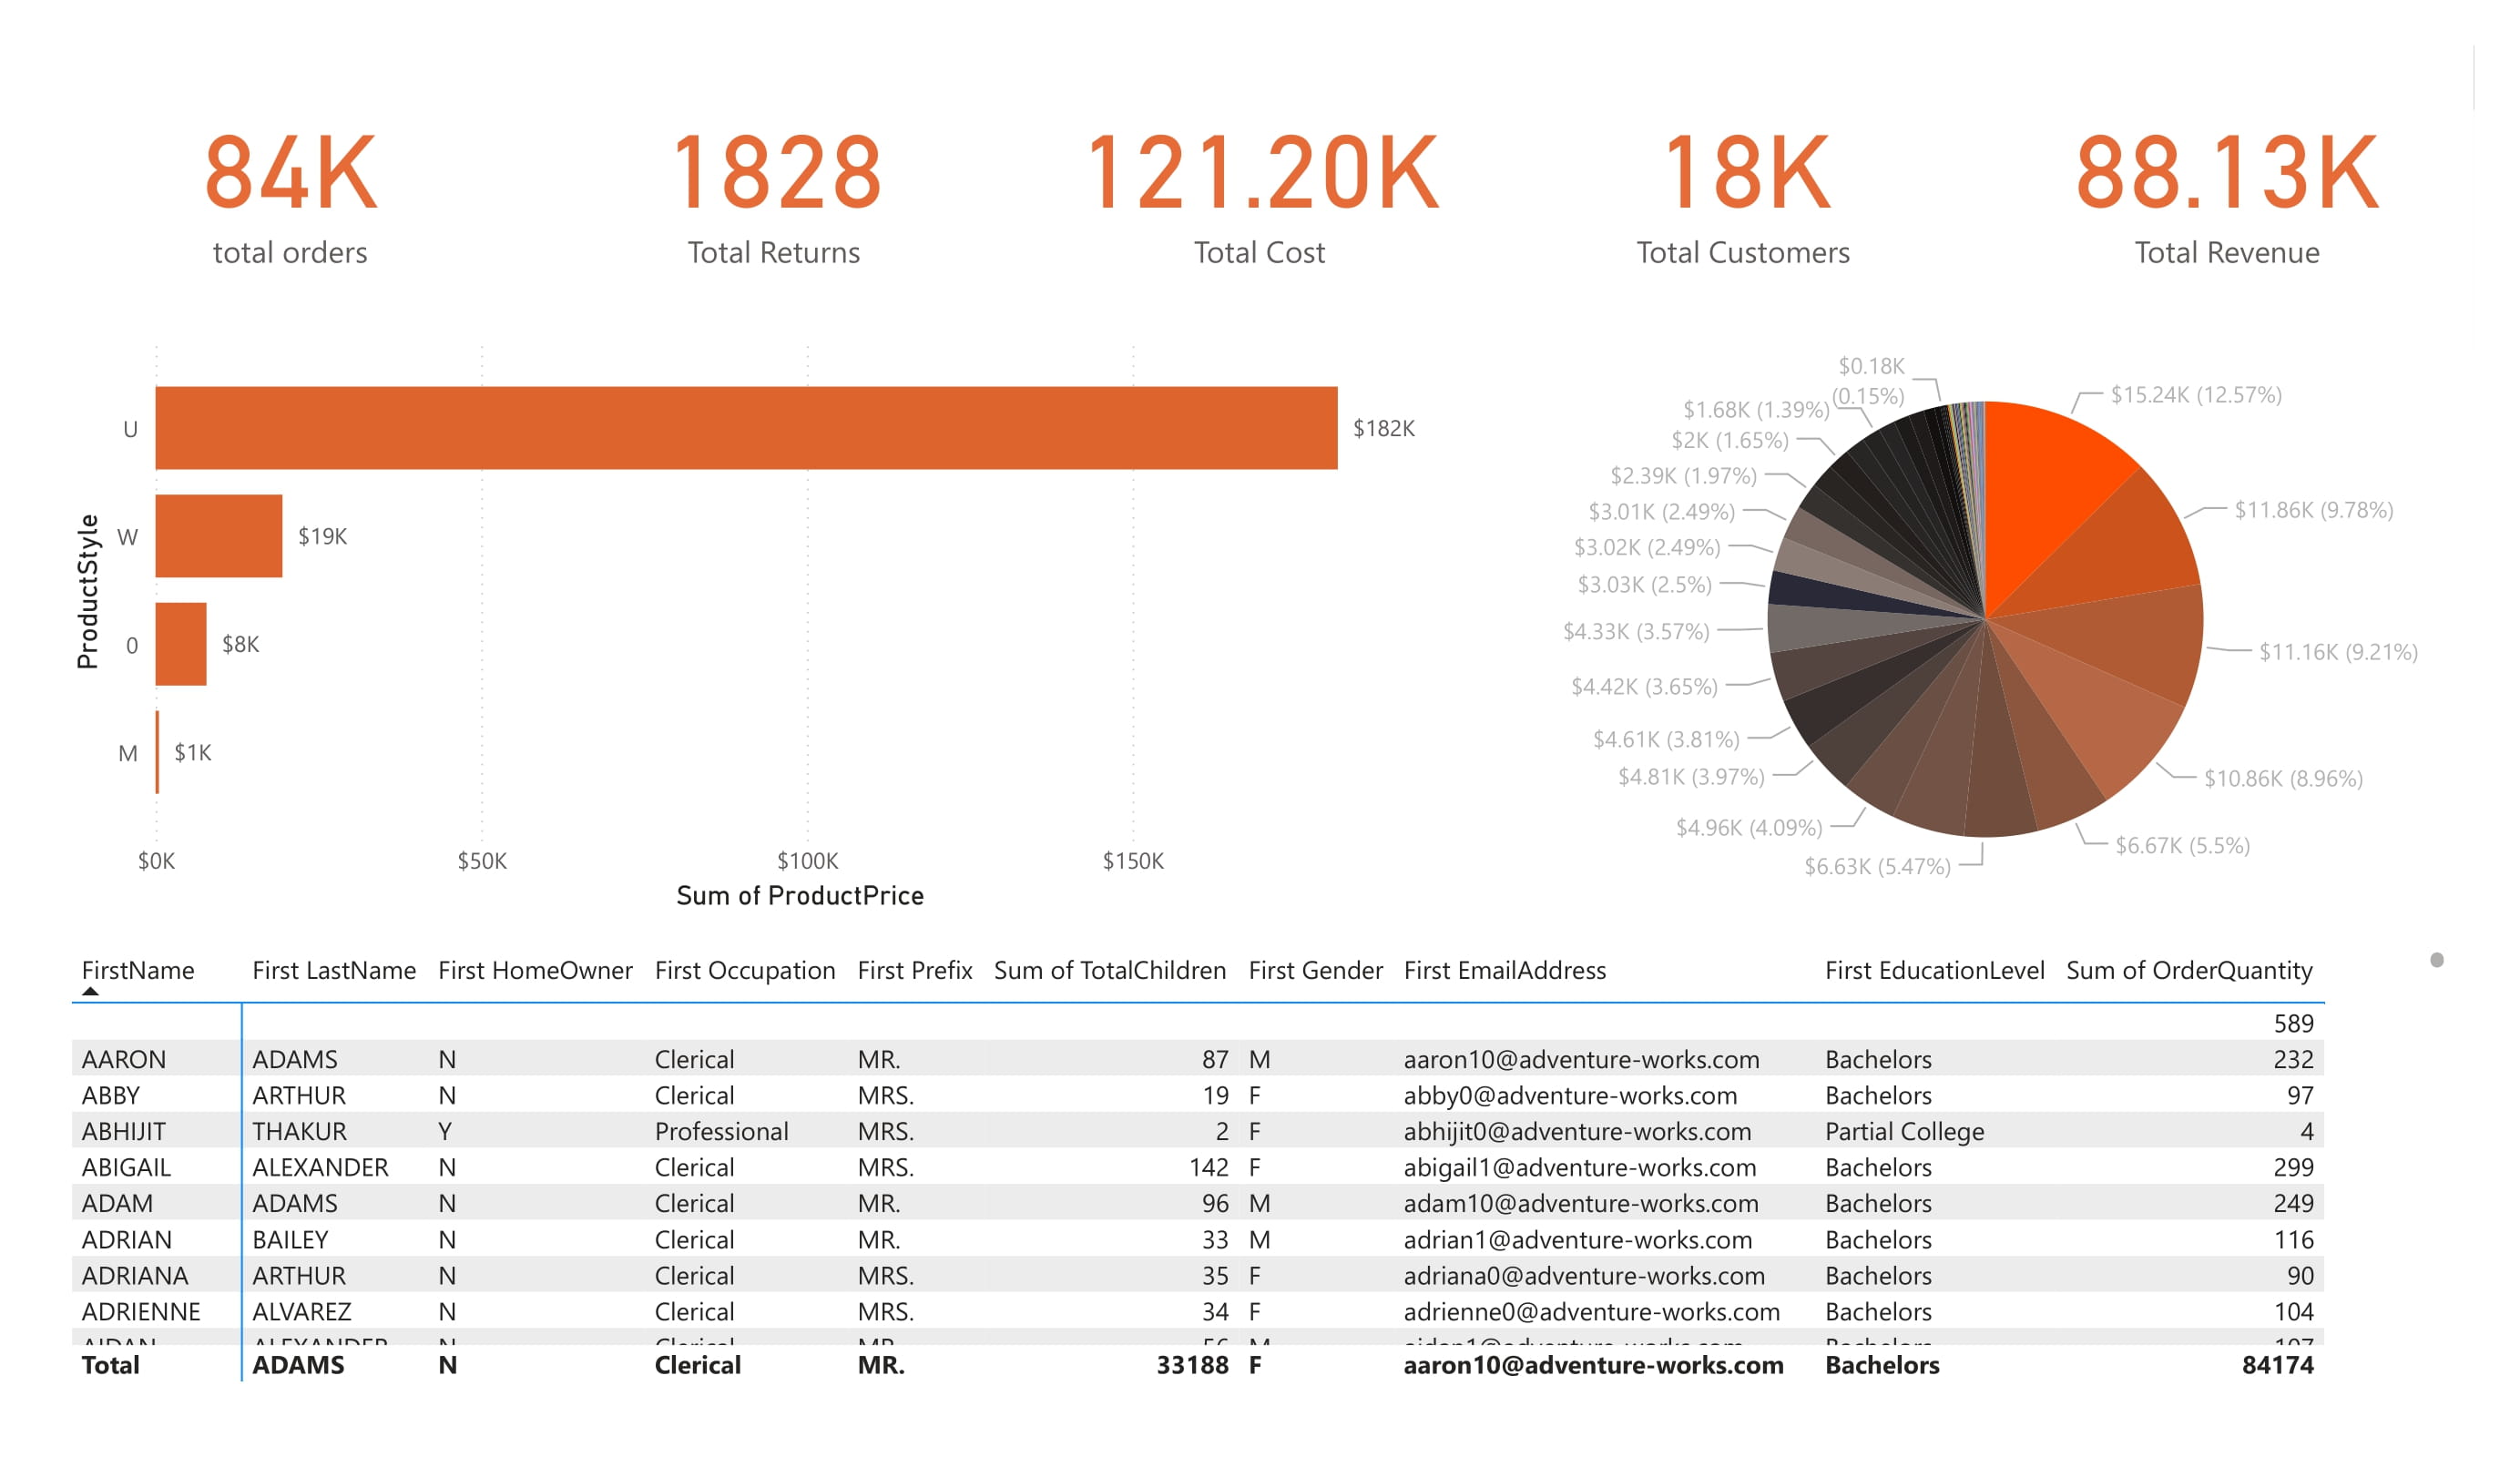 84K
total orders
1828
Total Returns
121.20K
Total Cost
18K
Total Customers
88.13K
Total Revenue
ProductStyle
U
$182K
W
$19K
0
$8K
M
$1K
$0K
$50K
$100K
$150K
Sum of ProductPrice
$0.18K
(0.15%)
$1.68K (1.39%)
$2K (1.65%)
$2.39K (1.97%)
$3.01K (2.49%)
$3.02K (2.49%)
$3.03K (2.5%)
$4.33K (3.57%)
$4.42K (3.65%)
$4.61K (3.81%)
$4.81K (3.97%)
$4.96K (4.09%)
$6.63K (5.47%)
$15.24K (12.57%)
$11.86K (9.78%)
$11.16K (9.21%)
$10.86K (8.96%)
$6.67K (5.5%)
FirstName First LastName First HomeOwner First Occupation First Prefix Sum of TotalChildren First Gender First EmailAddress First EducationLevel Sum of OrderQuantity
589
AARON ADAMS N Clerical MR. 87 M aaron10@adventure-works.com Bachelors 232
ABBY ARTHUR N Clerical MRS. 19 F abby0@adventure-works.com Bachelors 97
ABHIJIT THAKUR Y Professional MRS. 2 F abhijit0@adventure-works.com Partial College 4
ABIGAIL ALEXANDER N Clerical MRS. 142 F abigail1@adventure-works.com Bachelors 299
ADAM ADAMS N Clerical MR. 96 M adam10@adventure-works.com Bachelors 249
ADRIAN BAILEY N Clerical MR. 33 M adrian1@adventure-works.com Bachelors 116
ADRIANA ARTHUR N Clerical MRS. 35 F adriana0@adventure-works.com Bachelors 90
ADRIENNE ALVAREZ N Clerical MRS. 34 F adrienne0@adventure-works.com Bachelors 104
Total ADAMS N Clerical MR. 33188 F aaron10@adventure-works.com Bachelors 84174